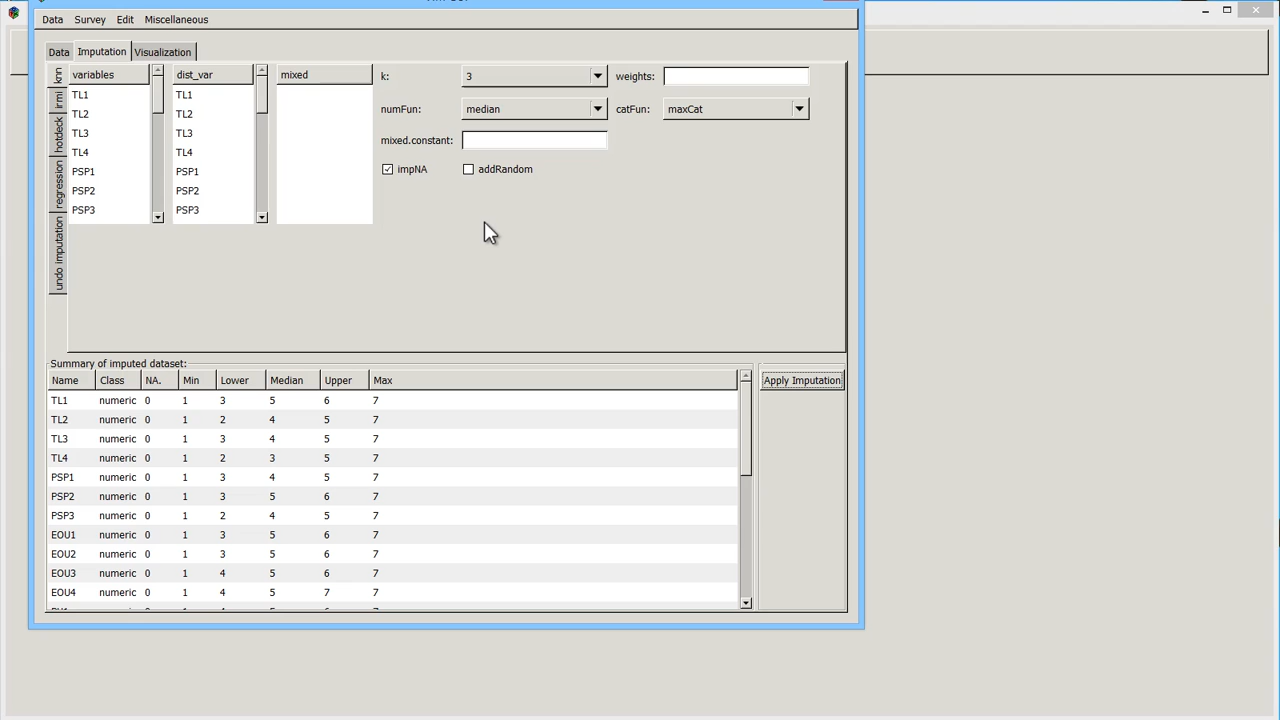 Data Survey Edit Miscellaneous
Data Imputation Visualization
knn
irmi
hotdeck
regression
undo imputation
variables
TL1
TL2
TL3
TL4
PSP1
PSP2
PSP3
dist_var
TL1
TL2
TL3
TL4
PSP1
PSP2
PSP3
mixed
k: 3 weights:
numFun: median catFun: maxCat
mixed.constant:
impNA addRandom
Summary of imputed dataset:
Name Class NA. Min Lower Median Upper Max
TL1 numeric 0 1 3 5 6 7
TL2 numeric 0 1 2 4 5 7
TL3 numeric 0 1 3 4 5 7
TL4 numeric 0 1 2 3 5 7
PSP1 numeric 0 1 3 4 5 7
PSP2 numeric 0 1 3 5 6 7
PSP3 numeric 0 1 2 4 5 7
EOU1 numeric 0 1 3 5 6 7
EOU2 numeric 0 1 3 5 6 7
EOU3 numeric 0 1 4 5 6 7
EOU4 numeric 0 1 4 5 7 7
Apply Imputation